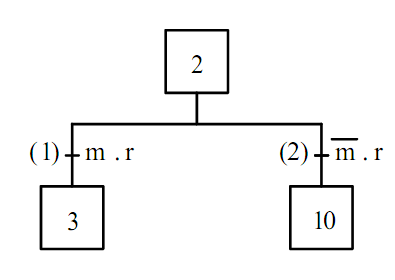 2
(1) m . r (2) m̅ . r
3 10